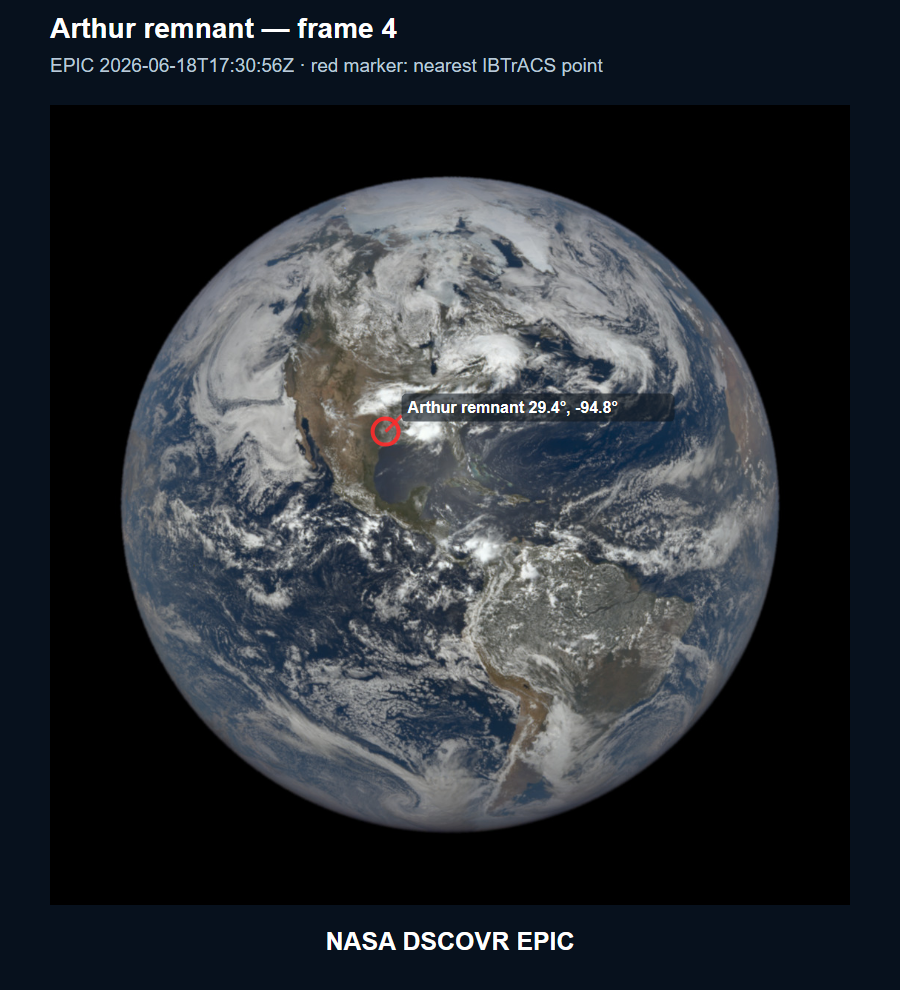 Arthur remnant — frame 4
EPIC 2026-06-18T17:30:56Z · red marker: nearest IBTrACS point
Arthur remnant 29.4°, -94.8°
NASA DSCOVR EPIC